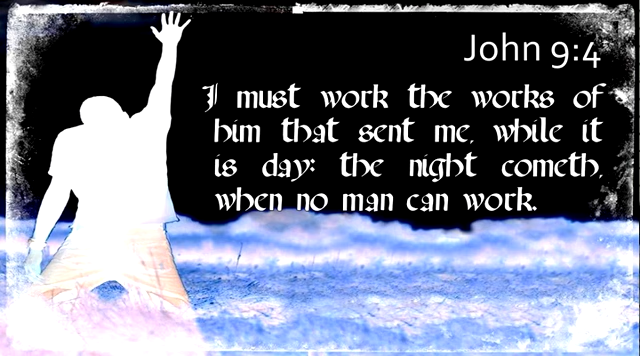 John 9:4
I must work the works of
him that sent me, while it
is day: the night cometh,
when no man can work.